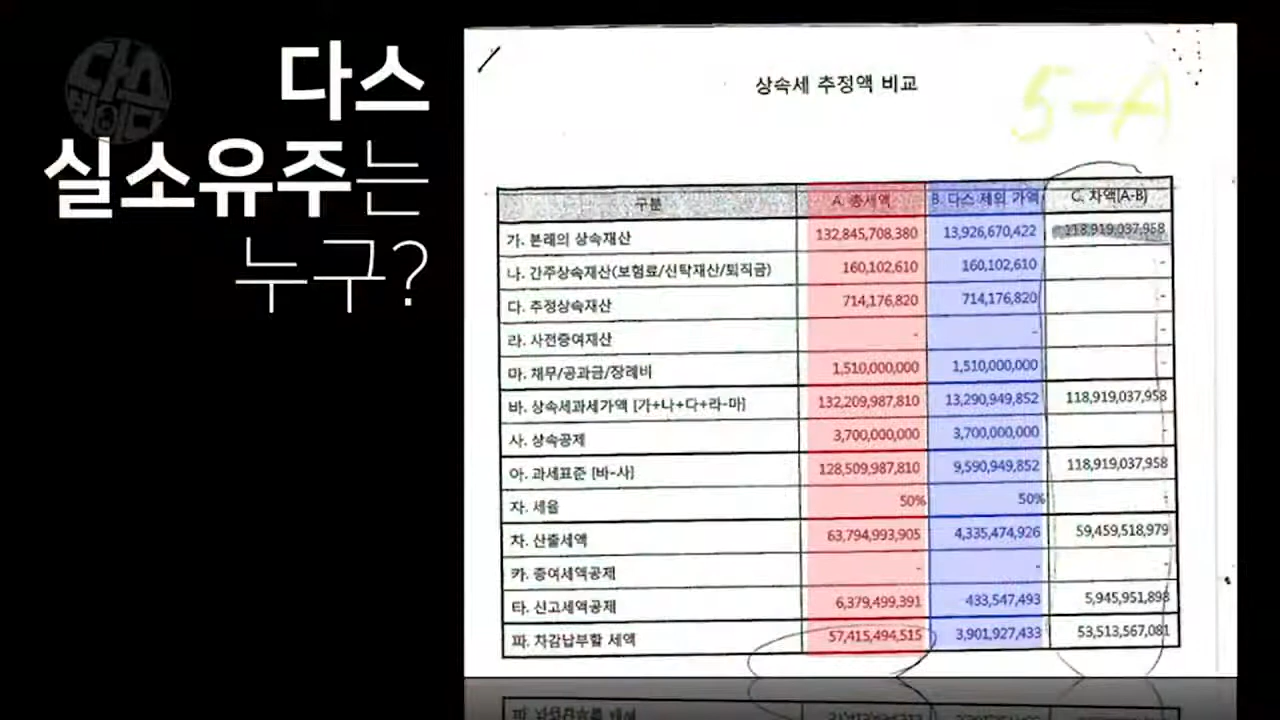 다스
뭐이다
다스
실소유주는
누구?
상속세 추정액 비교
5-A
구분 A. 총세액 B. 다스 제외 가액 C. 차액(A-B)
가. 본래의 상속재산 132,845,708,380 13,926,670,422 118,919,037,958
나. 간주상속재산(보험료/신탁재산/퇴직금) 160,102,610 160,102,610 -
다. 추정상속재산 714,176,820 714,176,820 -
라. 사전증여재산 - - -
마. 채무/공과금/장례비 1,510,000,000 1,510,000,000 -
바. 상속세과세가액 [가+나+다+라-마] 132,209,987,810 13,290,949,852 118,919,037,958
사. 상속공제 3,700,000,000 3,700,000,000 -
아. 과세표준 [바-사] 128,509,987,810 9,590,949,852 118,919,037,958
자. 세율 50% 50% -
차. 산출세액 63,794,993,905 4,335,474,926 59,459,518,979
카. 증여세액공제 - - -
타. 신고세액공제 6,379,499,391 433,547,493 5,945,951,898
파. 차감납부할 세액 57,415,494,515 3,901,927,433 53,513,567,081